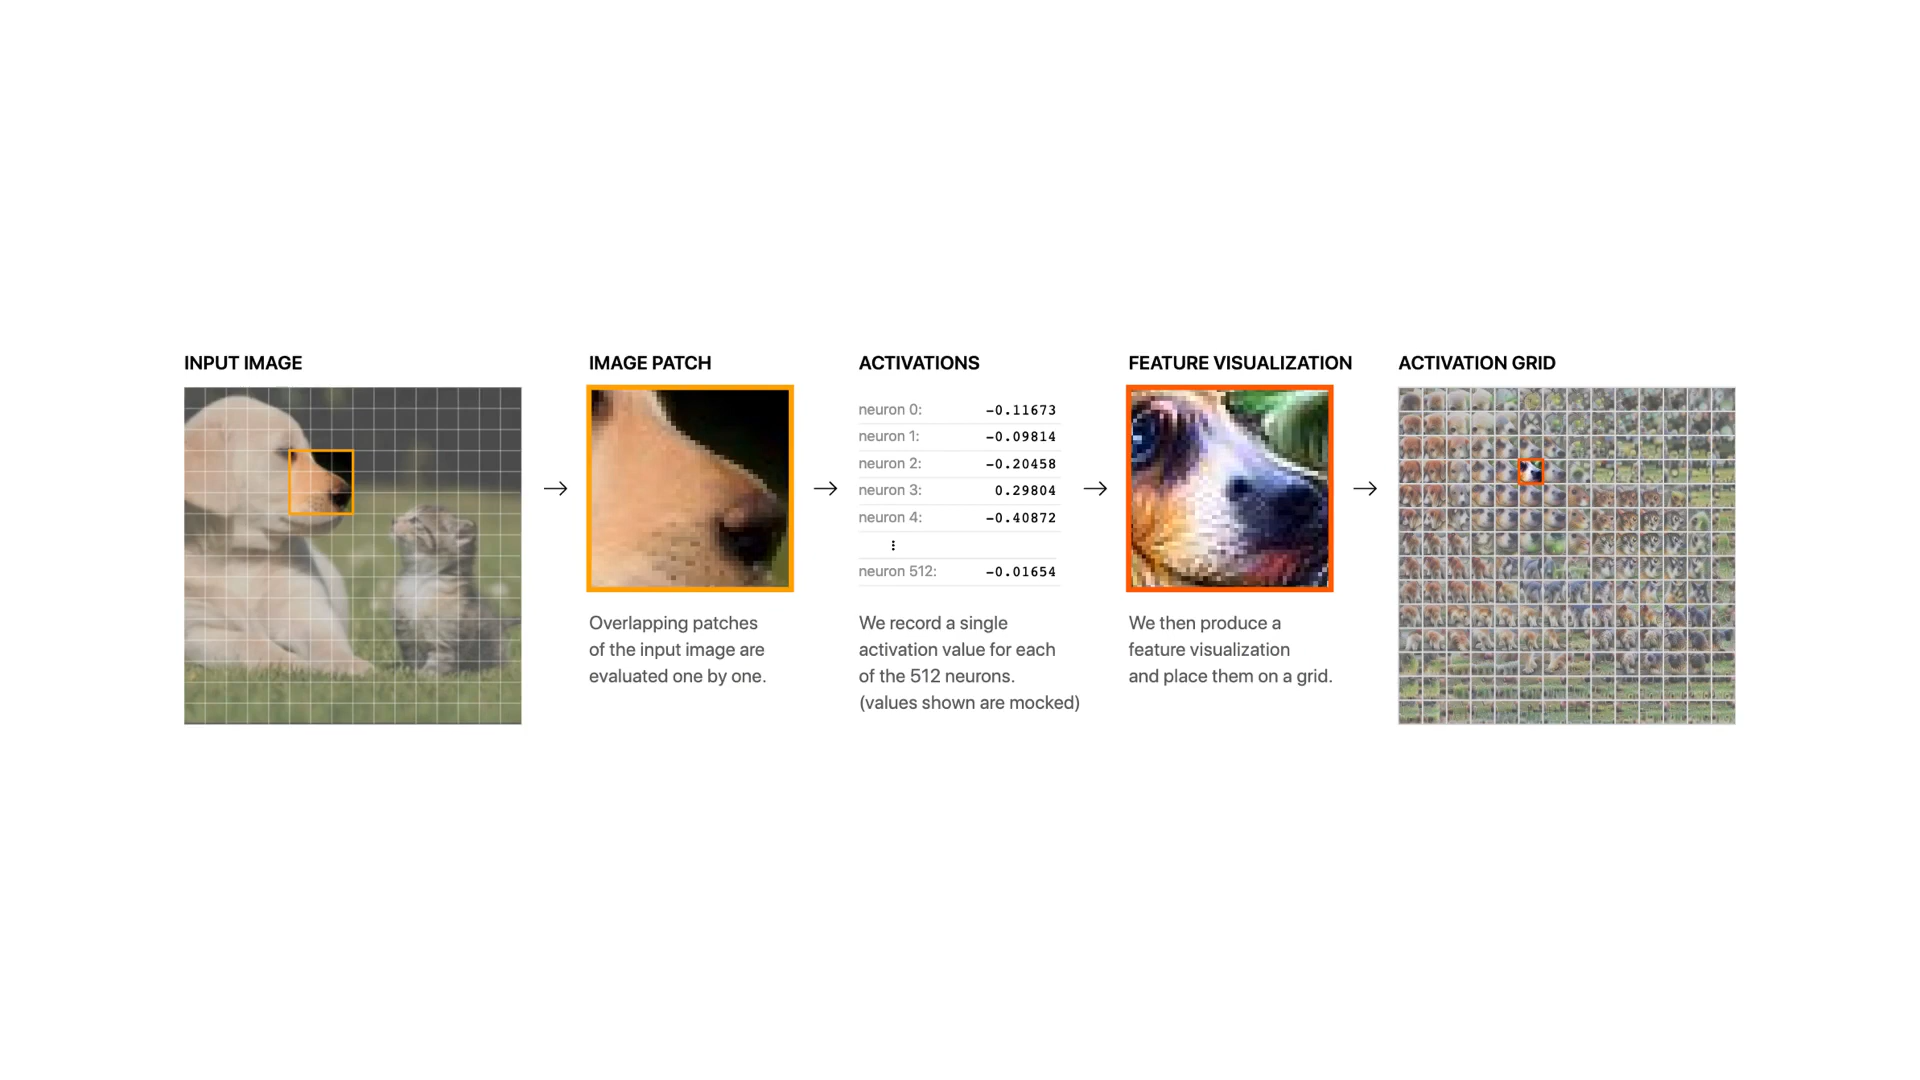 INPUT IMAGE
IMAGE PATCH
Overlapping patches
of the input image are
evaluated one by one.
ACTIVATIONS
neuron 0: -0.11673
neuron 1: -0.09814
neuron 2: -0.20458
neuron 3: 0.29804
neuron 4: -0.40872
⋮
neuron 512: -0.01654
We record a single
activation value for each
of the 512 neurons.
(values shown are mocked)
FEATURE VISUALIZATION
We then produce a
feature visualization
and place them on a grid.
ACTIVATION GRID